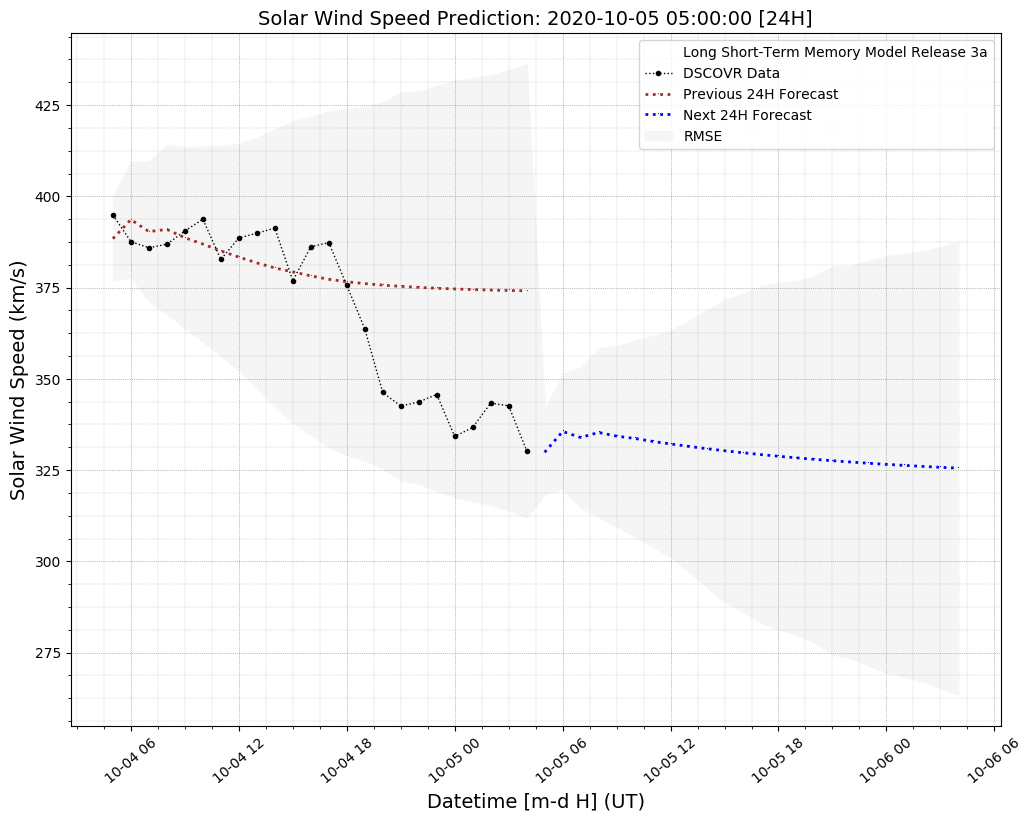 Solar Wind Speed Prediction: 2020-10-05 05:00:00 [24H]
Long Short-Term Memory Model Release 3a
DSCOVR Data
Previous 24H Forecast
Next 24H Forecast
RMSE
Solar Wind Speed (km/s)
425
400
375
350
325
300
275
10-04 06
10-04 12
10-04 18
10-05 00
10-05 06
10-05 12
10-05 18
10-06 00
10-06 06
Datetime [m-d H] (UT)